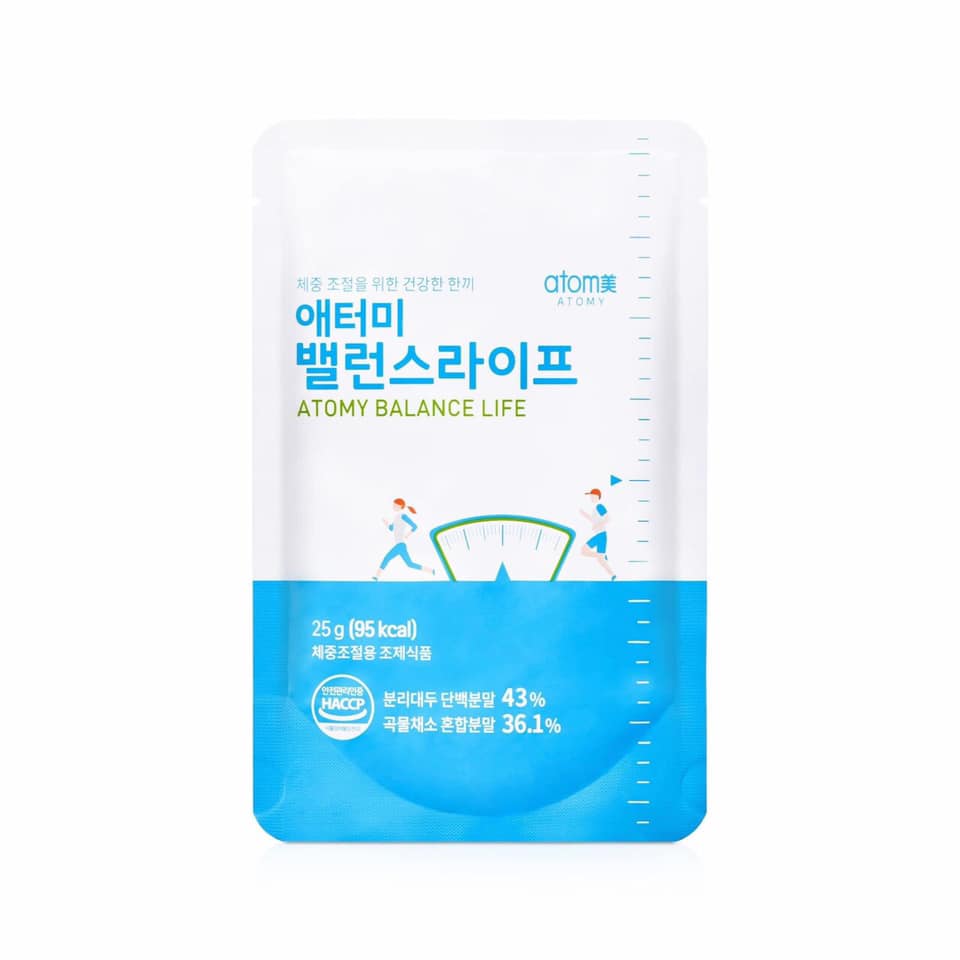 체중 조절을 위한 건강한 한끼
atom美
ATOMY
애터미
밸런스라이프
ATOMY BALANCE LIFE
25 g (95 kcal)
체중조절용 조제식품
안전관리인증
HACCP
분리대두 단백분말 43%
곡물채소 혼합분말 36.1%